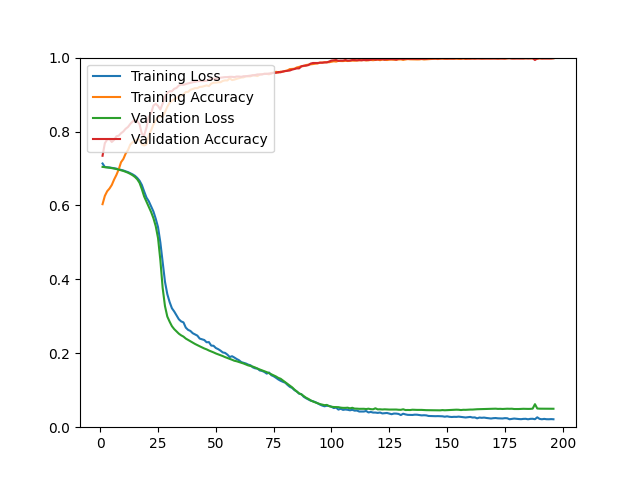 1.0
0.8
0.6
0.4
0.2
0.0
Training Loss
Training Accuracy
Validation Loss
Validation Accuracy
0 25 50 75 100 125 150 175 200